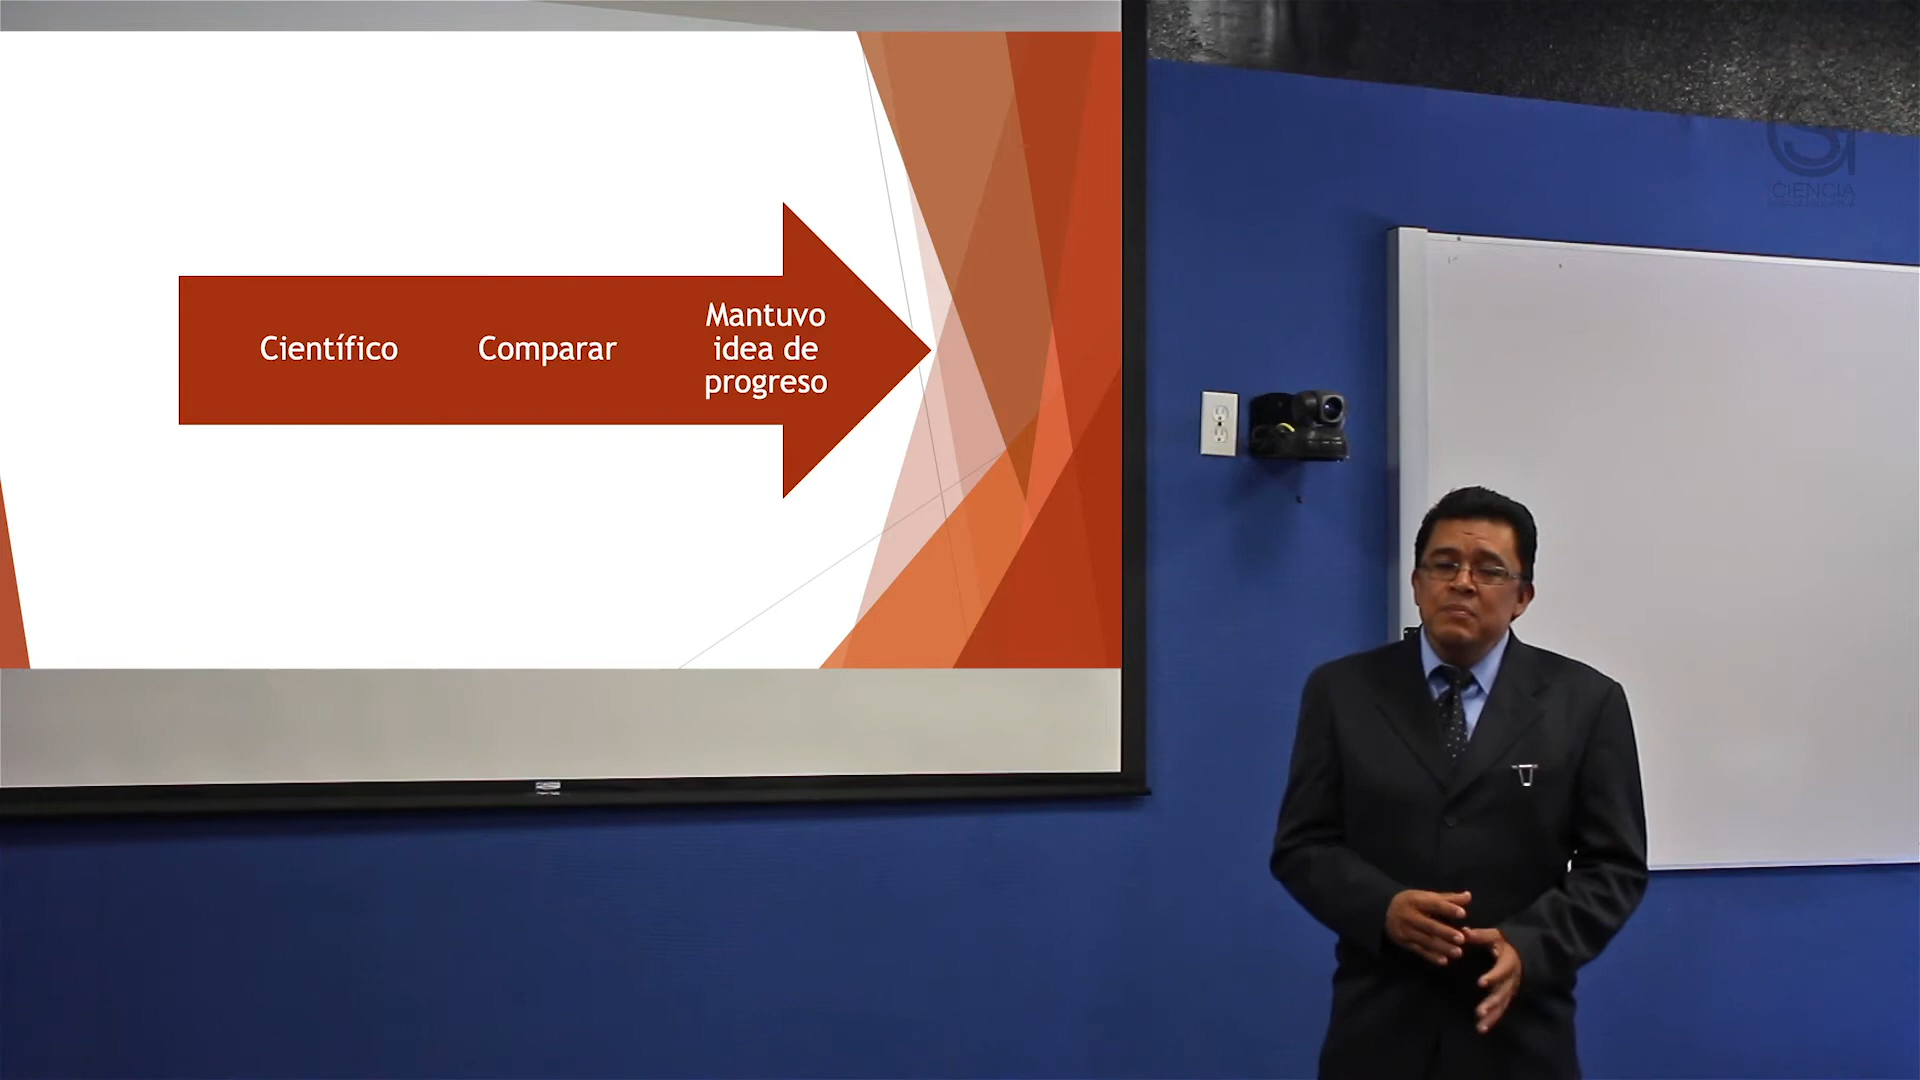 Científico
Comparar
Mantuvo
idea de
progreso
CIENCIA